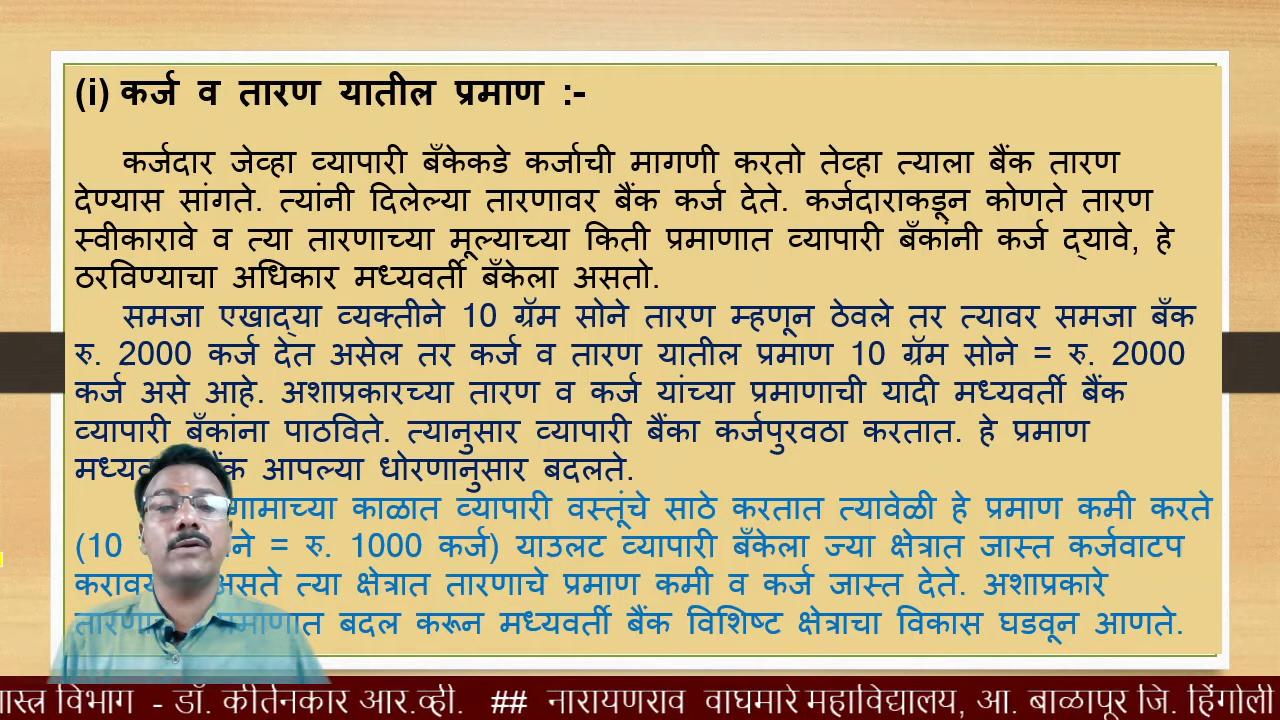 (i) कर्ज व तारण यातील प्रमाण :-
कर्जदार जेव्हा व्यापारी बँकेकडे कर्जाची मागणी करतो तेव्हा त्याला बैंक तारण
देण्यास सांगते. त्यांनी दिलेल्या तारणावर बैंक कर्ज देते. कर्जदाराकडून कोणते तारण
स्वीकारावे व त्या तारणाच्या मूल्याच्या किती प्रमाणात व्यापारी बँकांनी कर्ज द्यावे, हे
ठरविण्याचा अधिकार मध्यवर्ती बँकेला असतो.
समजा एखाद्या व्यक्तीने 10 ग्रॅम सोने तारण म्हणून ठेवले तर त्यावर समजा बँक
रु. 2000 कर्ज देत असेल तर कर्ज व तारण यातील प्रमाण 10 ग्रॅम सोने = रु. 2000
कर्ज असे आहे. अशाप्रकारच्या तारण व कर्ज यांच्या प्रमाणाची यादी मध्यवर्ती बैंक
व्यापारी बँकांना पाठविते. त्यानुसार व्यापारी बैंका कर्जपुरवठा करतात. हे प्रमाण
आपल्या धोरणानुसार बदलते.
काळात व्यापारी वस्तूंचे साठे करतात त्यावेळी हे प्रमाण कमी करते
(10 = रु. 1000 कर्ज) याउलट व्यापारी बँकेला ज्या क्षेत्रात जास्त कर्जवाटप
असते त्या क्षेत्रात तारणाचे प्रमाण कमी व कर्ज जास्त देते. अशाप्रकारे
बदल करून मध्यवर्ती बैंक विशिष्ट क्षेत्राचा विकास घडवून आणते.
विभाग - डॉ. कीर्तनकार आर.व्ही. ## नारायणराव वाघमारे महाविद्यालय, आ. बाळापूर जि. हिंगोली